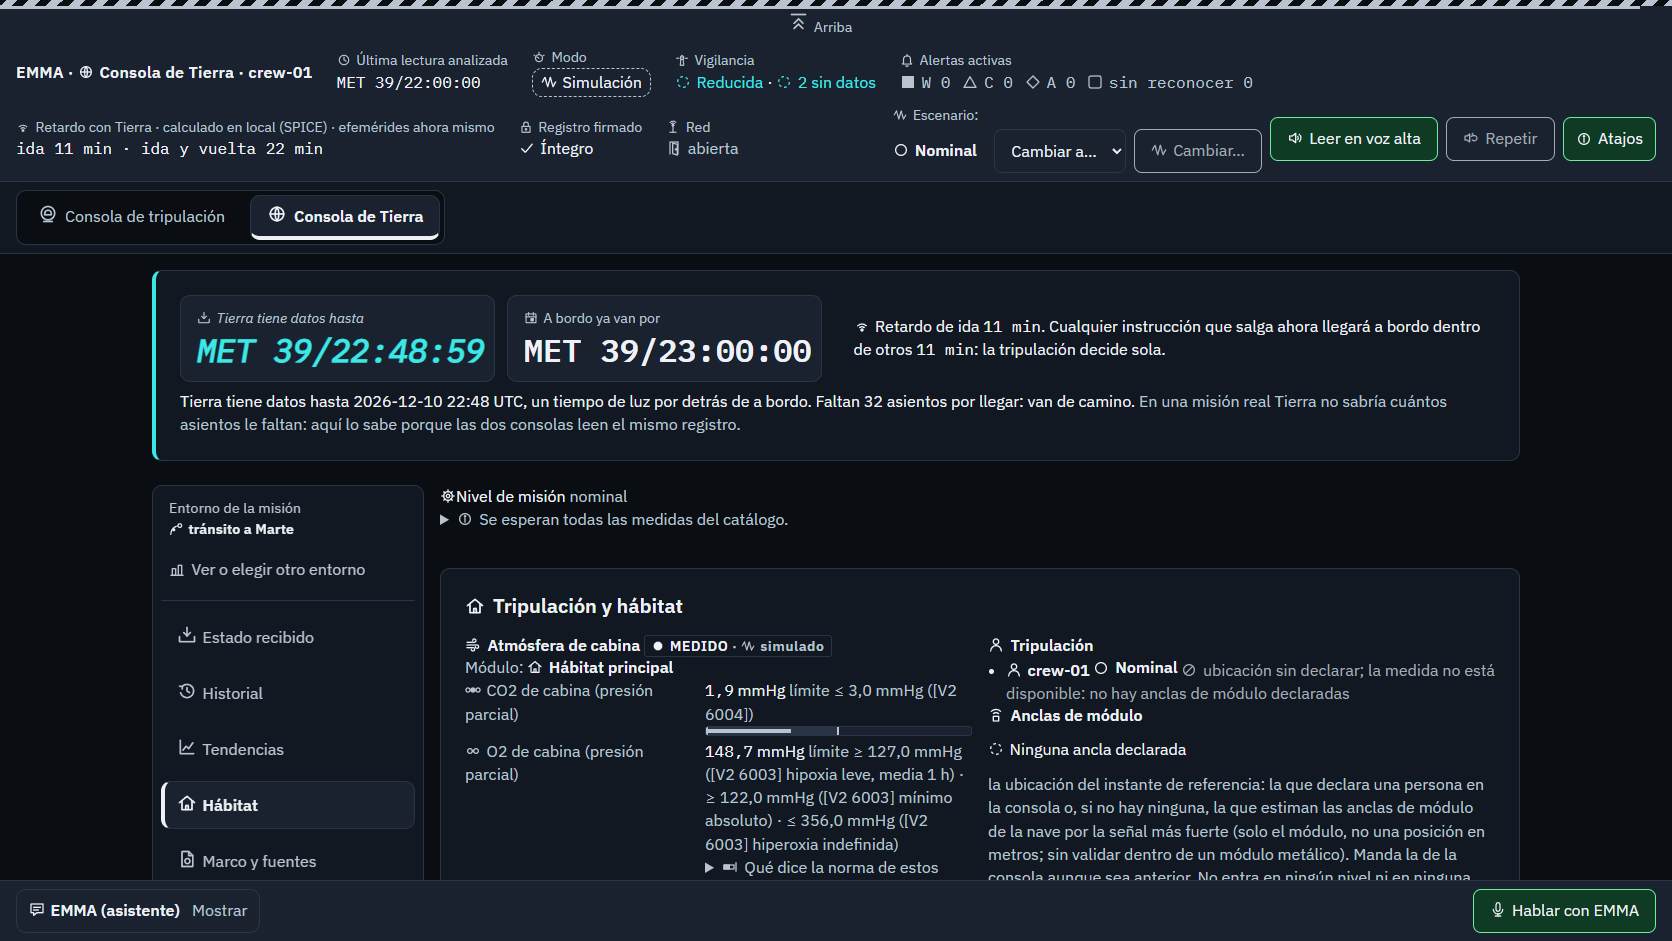 Arriba
EMMA · Consola de Tierra · crew-01
Última lectura analizada
MET 39/22:00:00
Modo
Simulación
Vigilancia
Reducida · 2 sin datos
Alertas activas
W 0 C 0 A 0 sin reconocer 0
Retardo con Tierra · calculado en local (SPICE) · efemérides ahora mismo
ida 11 min · ida y vuelta 22 min
Registro firmado
Íntegro
Red
abierta
Escenario:
Nominal
Cambiar a...
Cambiar...
Leer en voz alta
Repetir
Atajos
Consola de tripulación
Consola de Tierra
Tierra tiene datos hasta
MET 39/22:48:59
A bordo ya van por
MET 39/23:00:00
Retardo de ida 11 min. Cualquier instrucción que salga ahora llegará a bordo dentro
de otros 11 min: la tripulación decide sola.
Tierra tiene datos hasta 2026-12-10 22:48 UTC, un tiempo de luz por detrás de a bordo. Faltan 32 asientos por llegar: van de camino. En una misión real Tierra no sabría cuántos
asientos le faltan: aquí lo sabe porque las dos consolas leen el mismo registro.
Entorno de la misión
tránsito a Marte
Ver o elegir otro entorno
Estado recibido
Historial
Tendencias
Hábitat
Marco y fuentes
Nivel de misión nominal
Se esperan todas las medidas del catálogo.
Tripulación y hábitat
Atmósfera de cabina MEDIDO · simulado
Módulo: Hábitat principal
CO2 de cabina (presión
parcial)
1,9 mmHg límite ≤ 3,0 mmHg ([V2
6004])
O2 de cabina (presión
parcial)
148,7 mmHg límite ≥ 127,0 mmHg
([V2 6003] hipoxia leve, media 1 h) ·
≥ 122,0 mmHg ([V2 6003] mínimo
absoluto) · ≤ 356,0 mmHg ([V2
6003] hiperoxia indefinida)
Qué dice la norma de estos
Tripulación
• crew-01 Nominal ubicación sin declarar; la medida no está
disponible: no hay anclas de módulo declaradas
Anclas de módulo
Ninguna ancla declarada
la ubicación del instante de referencia: la que declara una persona en
la consola o, si no hay ninguna, la que estiman las anclas de módulo
de la nave por la señal más fuerte (solo el módulo, no una posición en
metros; sin validar dentro de un módulo metálico). Manda la de la
consola aunque sea anterior. No entra en ningún nivel ni en ninguna
EMMA (asistente) Mostrar
Hablar con EMMA